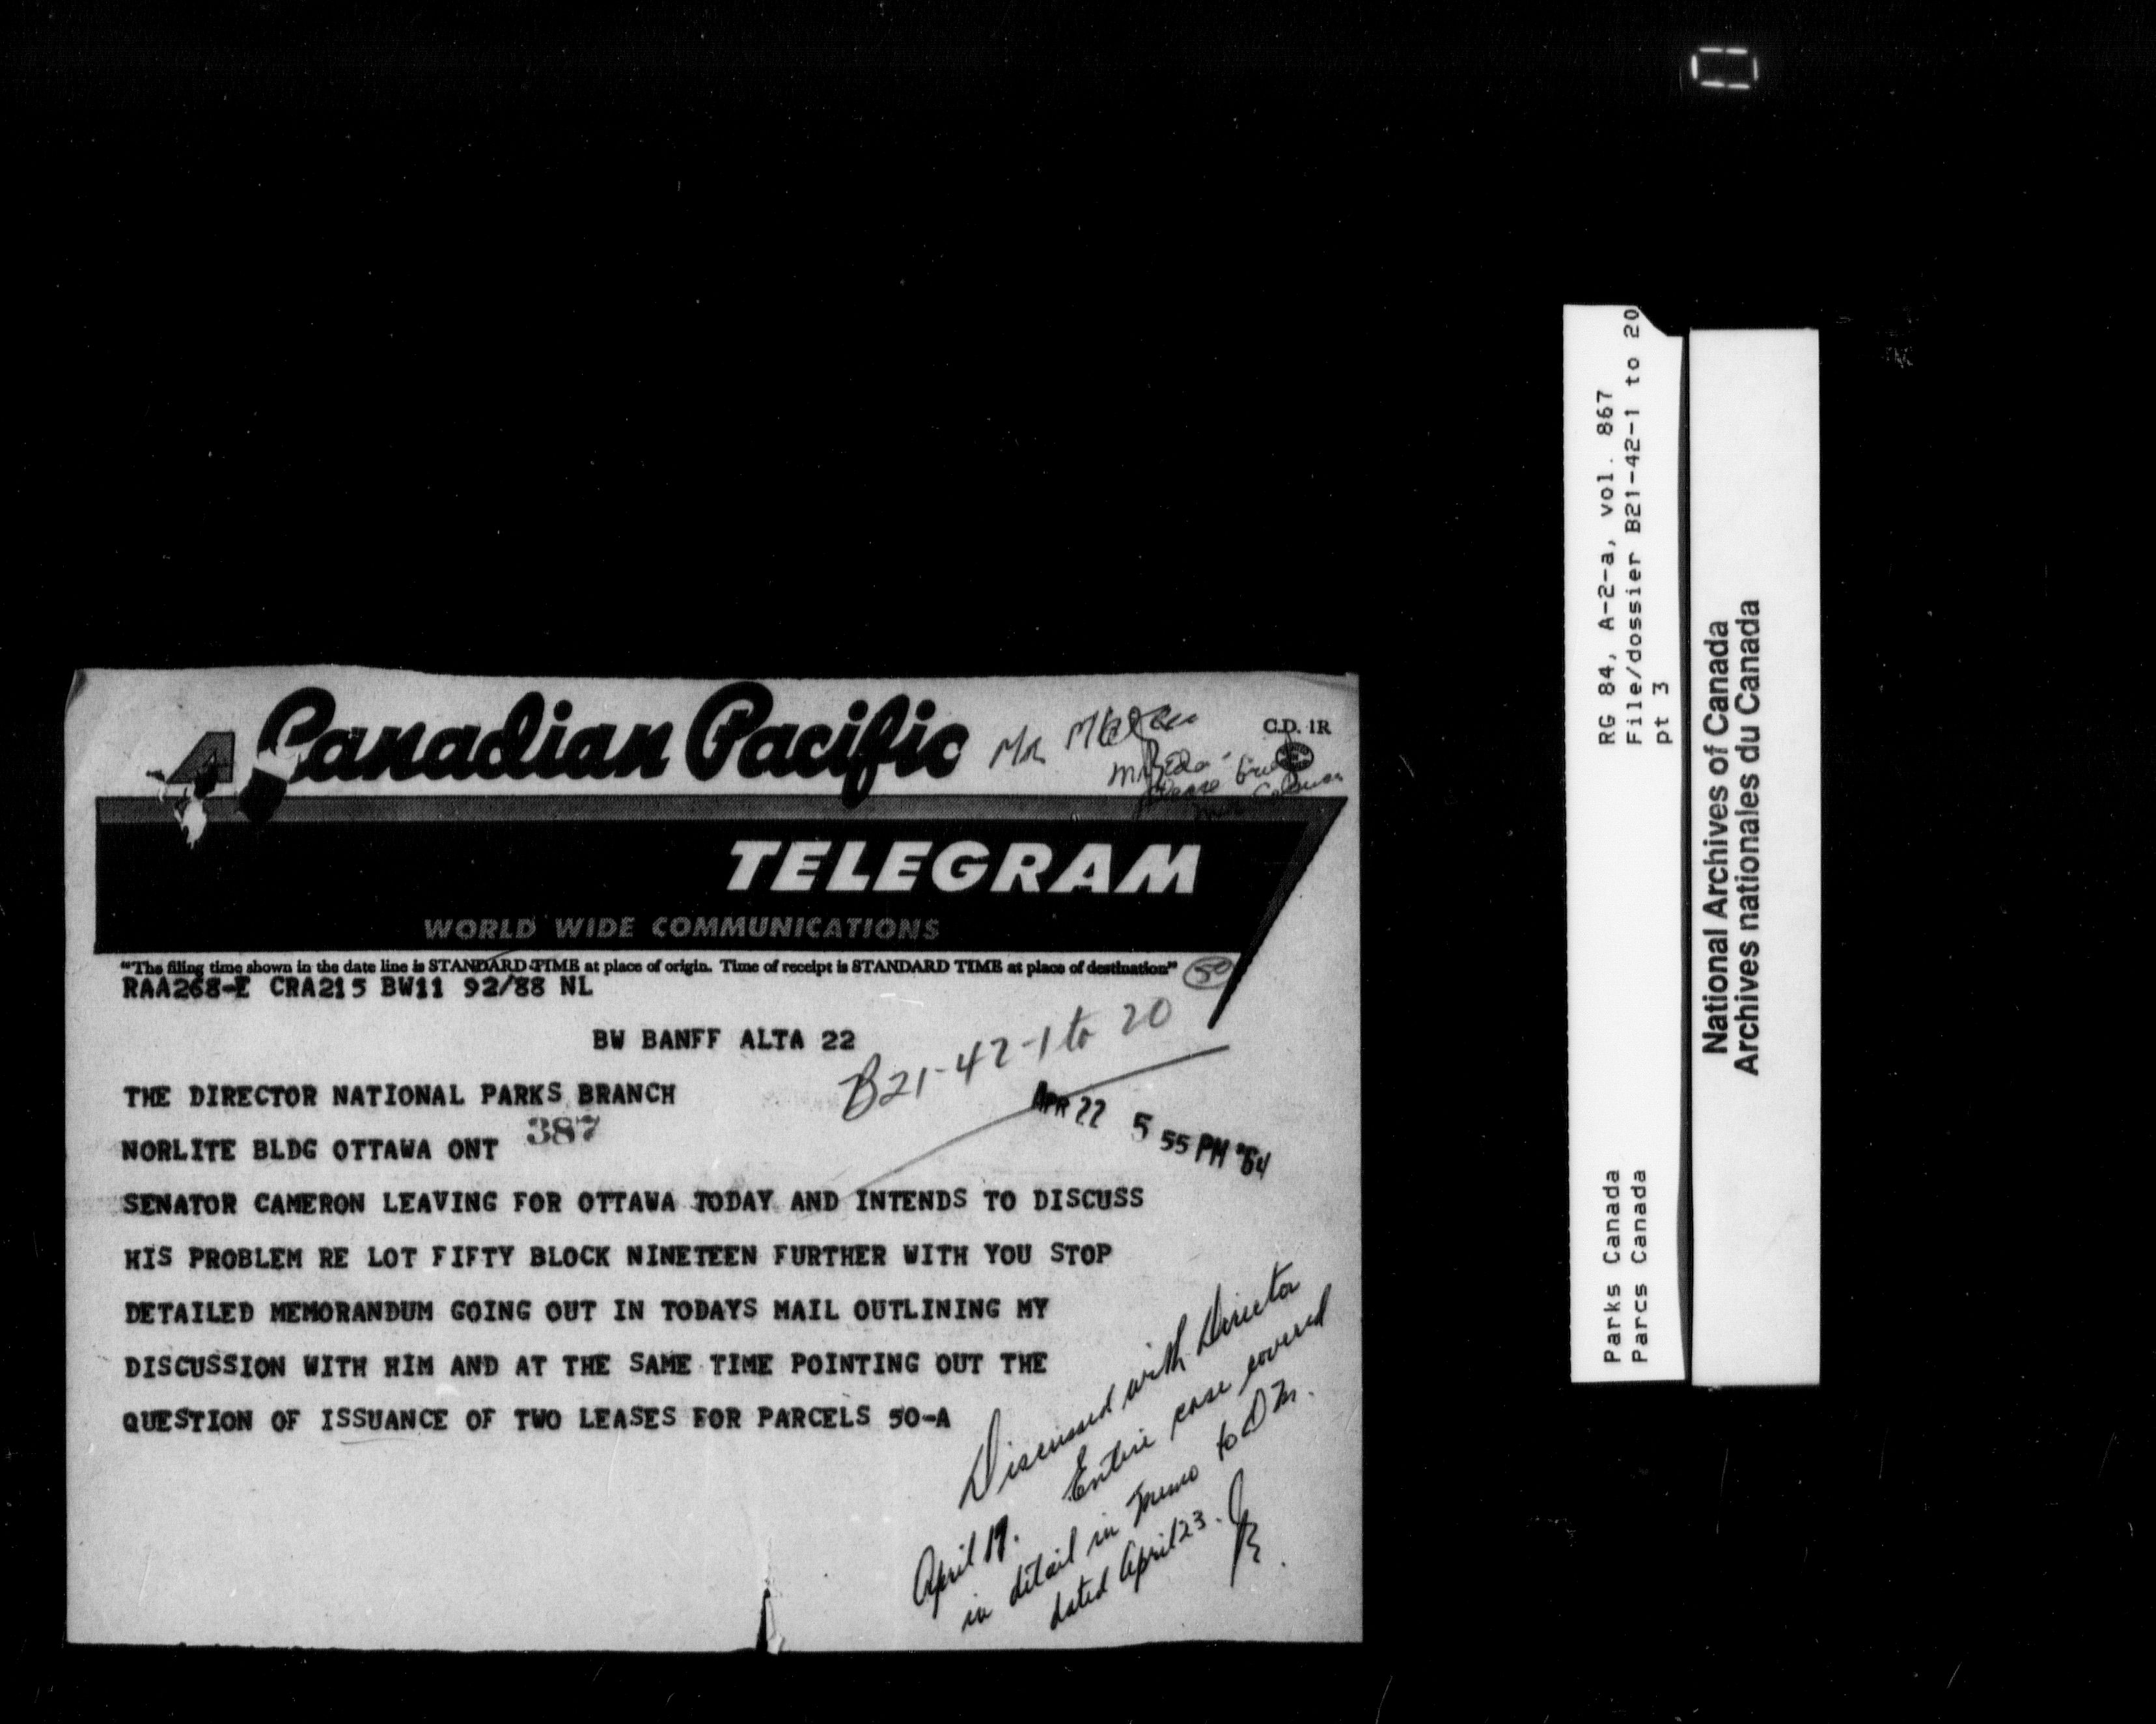 Canadian Pacific
Mr.
C.D. 1R
please
TELEGRAM
WORLD WIDE COMMUNICATIONS
"The filing time shown in the date line is STANDARD TIME at place of origin. Time of receipt is STANDARD TIME at place of destination"
50
RAA268-E CRA215 BW11 92/88 NL
BW BANFF ALTA 22
B21-42-1 to 20
THE DIRECTOR NATIONAL PARKS BRANCH
APR 22 5 55 PM '64
387
NORLITE BLDG OTTAWA ONT
SENATOR CAMERON LEAVING FOR OTTAWA TODAY AND INTENDS TO DISCUSS
HIS PROBLEM RE LOT FIFTY BLOCK NINETEEN FURTHER WITH YOU STOP
DETAILED MEMORANDUM GOING OUT IN TODAYS MAIL OUTLINING MY
DISCUSSION WITH HIM AND AT THE SAME TIME POINTING OUT THE
QUESTION OF ISSUANCE OF TWO LEASES FOR PARCELS 50-A
Discussed with Director
April 17. Entire case covered
in detail in memo to D M.
dated April 23.
RG 84, A-2-a, vol. 867
File/dossier B21-42-1 to 20
pt 3
Parks Canada
Parcs Canada
National Archives of Canada
Archives nationales du Canada